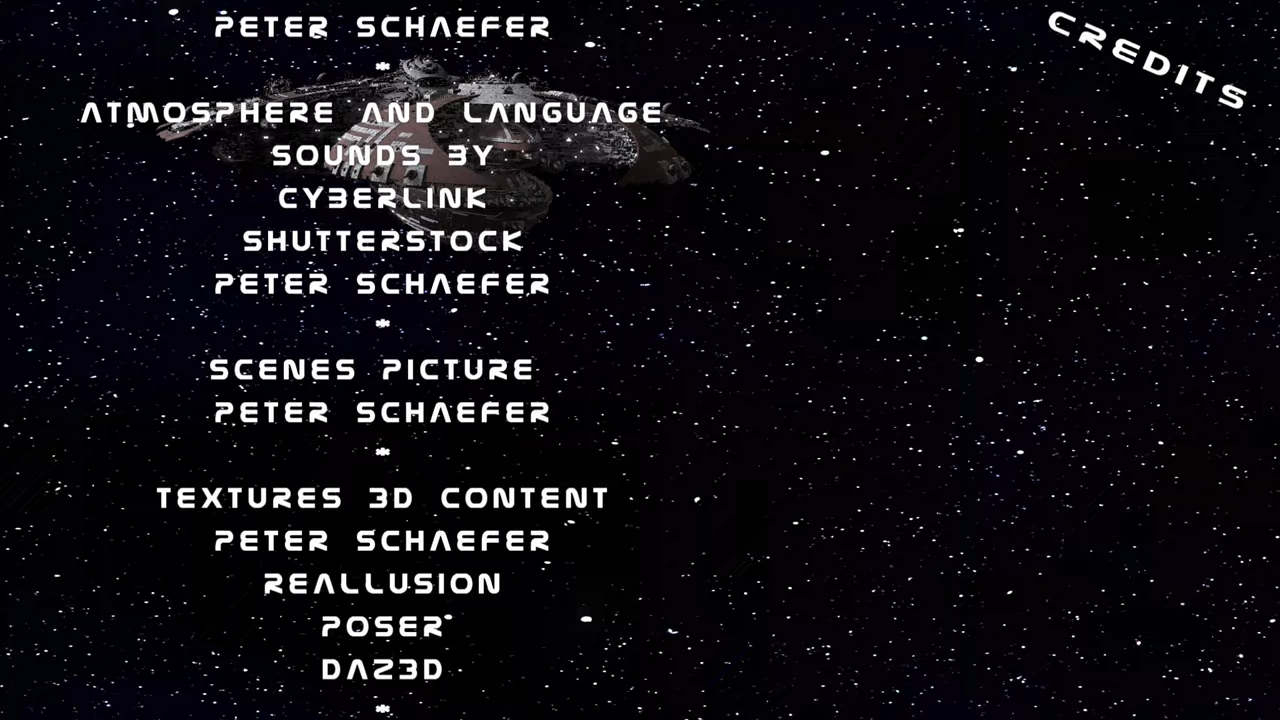 PETER SCHAEFER
*
ATMOSPHERE AND LANGUAGE
SOUNDS BY
CYBERLINK
SHUTTERSTOCK
PETER SCHAEFER
*
SCENES PICTURE
PETER SCHAEFER
*
TEXTURES 3D CONTENT
PETER SCHAEFER
REALLUSION
POSER
DAZ3D
*
CREDITS